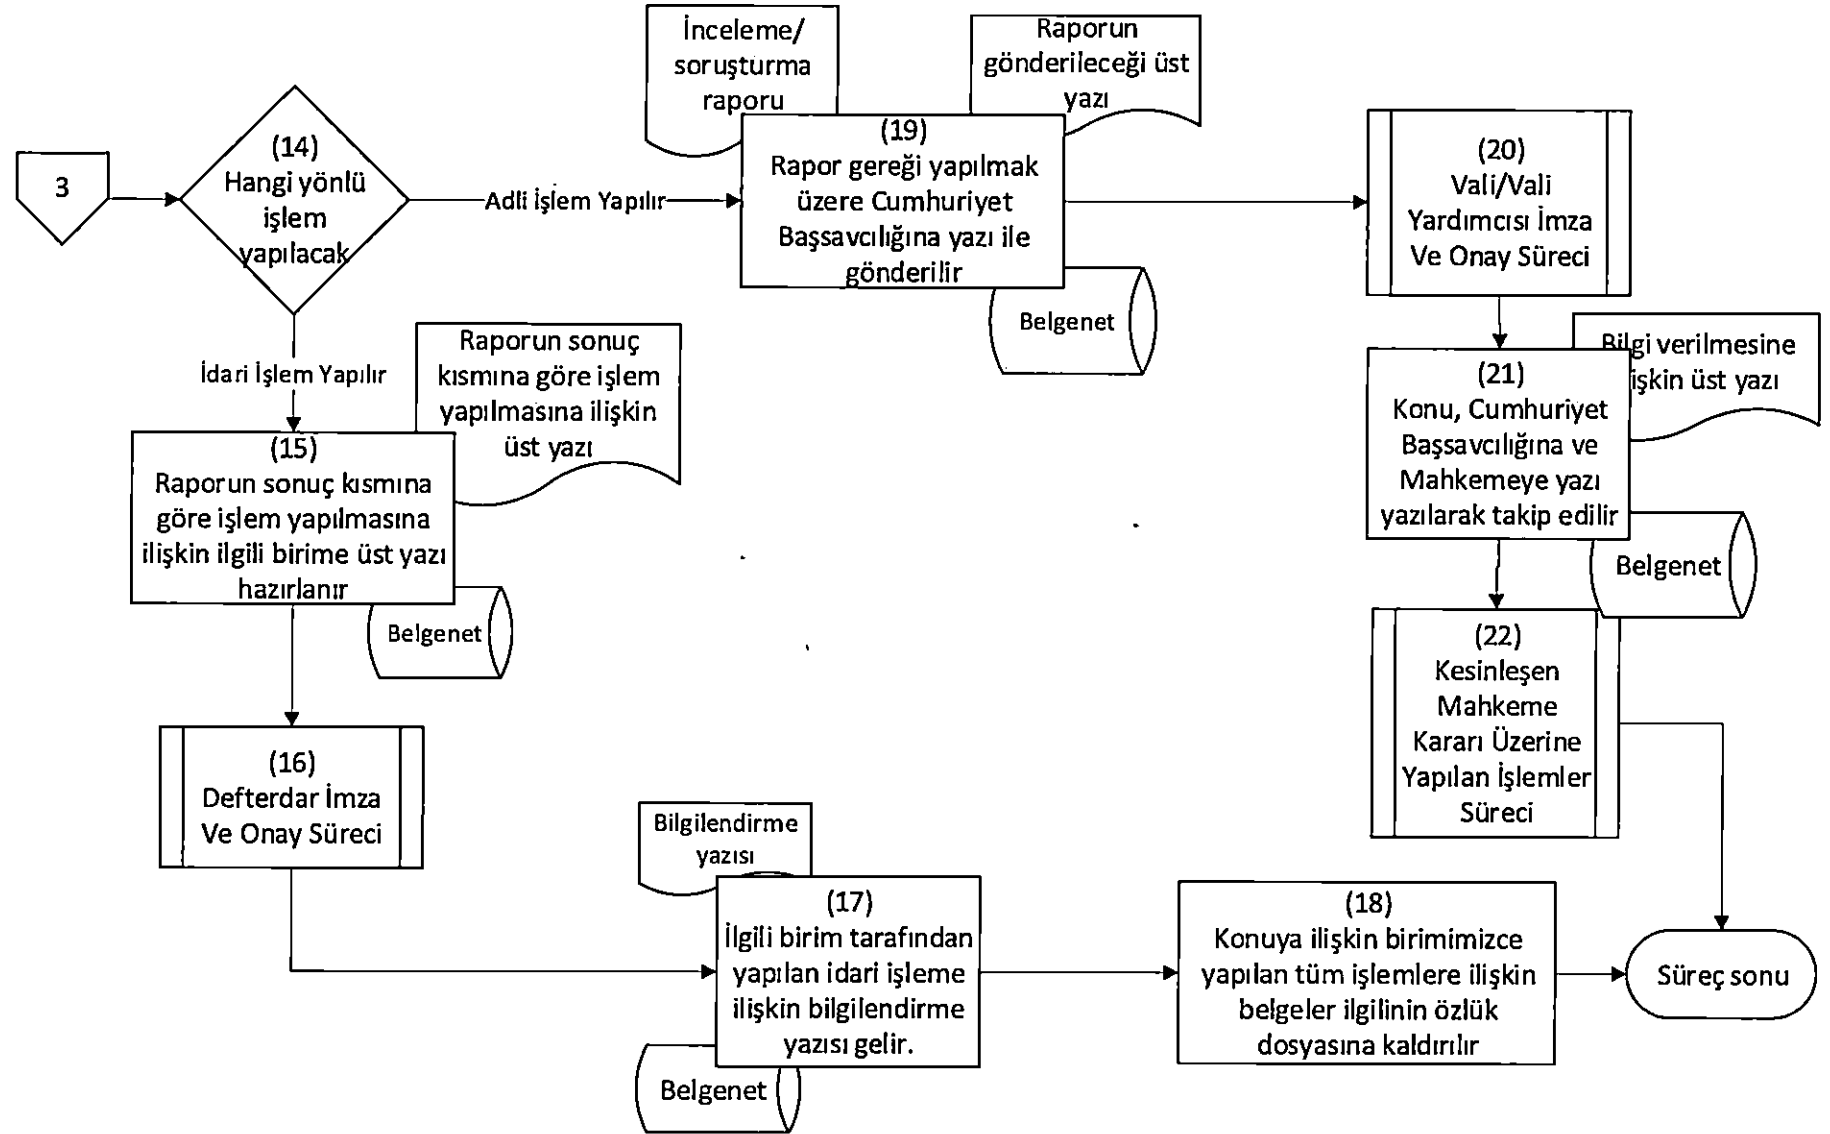 3
(14)
Hangi yönlü
işlem
yapılacak
Adli İşlem Yapılır
İdari İşlem Yapılır
İnceleme/
soruşturma
raporu
Raporun
gönderileceği üst
yazı
(19)
Rapor gereği yapılmak
üzere Cumhuriyet
Başsavcılığına yazı ile
gönderilir
Belgenet
(20)
Vali/Vali
Yardımcısı İmza
Ve Onay Süreci
Bilgi verilmesine
işkin üst yazı
(21)
Konu, Cumhuriyet
Başsavcılığına ve
Mahkemeye yazı
yazılarak takip edilir
Belgenet
(22)
Kesinleşen
Mahkeme
Kararı Üzerine
Yapılan İşlemler
Süreci
Raporun sonuç
kısmına göre işlem
yapılmasına ilişkin
üst yazı
(15)
Raporun sonuç kısmına
göre işlem yapılmasına
ilişkin ilgili birime üst yazı
hazırlanır
Belgenet
(16)
Defterdar İmza
Ve Onay Süreci
Bilgilendirme
yazısı
(17)
İlgili birim tarafından
yapılan idari işleme
ilişkin bilgilendirme
yazısı gelir.
Belgenet
(18)
Konuya ilişkin birimimizce
yapılan tüm işlemlere ilişkin
belgeler ilgilinin özlük
dosyasına kaldırılır
Süreç sonu